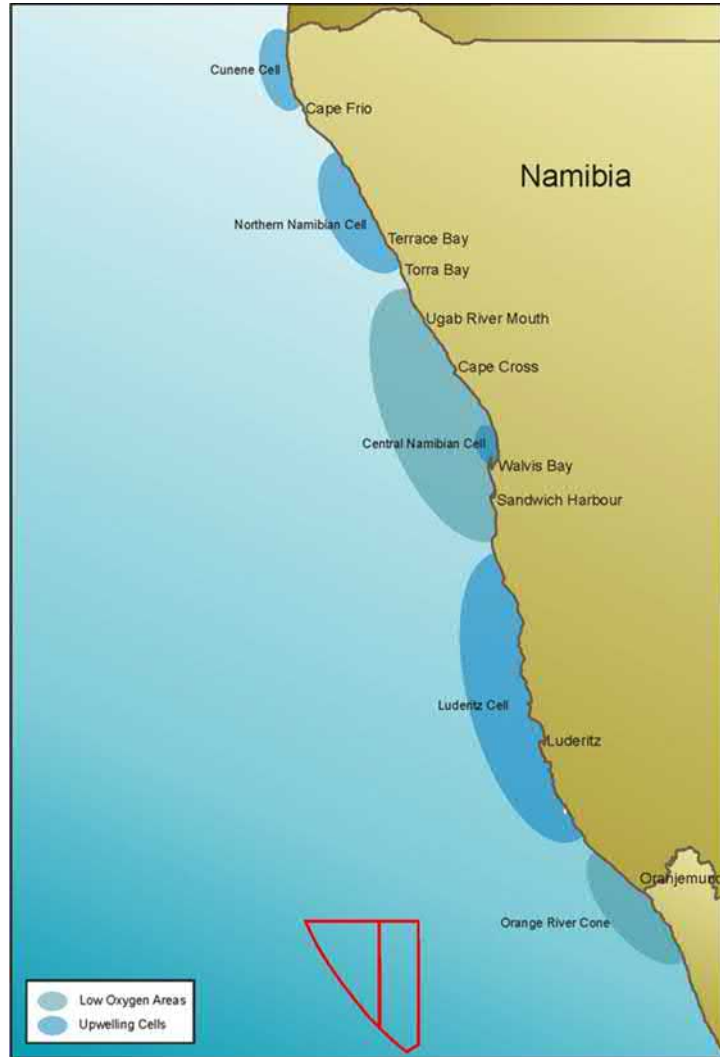 Cunene Cell
Cape Frio
Namibia
Northern Namibian Cell
Terrace Bay
Torra Bay
Ugab River Mouth
Cape Cross
Central Namibian Cell
Walvis Bay
Sandwich Harbour
Luderitz Cell
Luderitz
Oranjemund
Orange River Cone
Low Oxygen Areas
Upwelling Cells